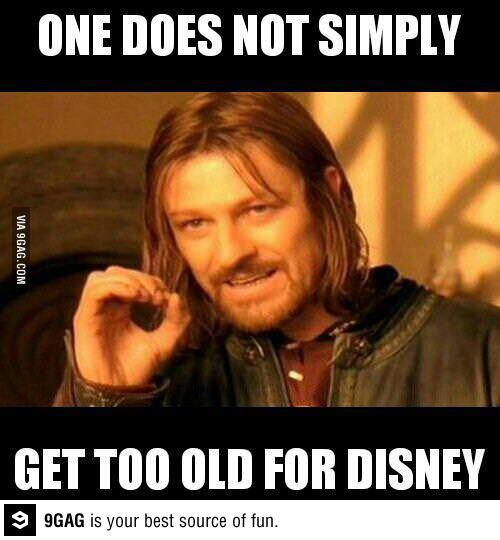 ONE DOES NOT SIMPLY
VIA 9GAG.COM
GET TOO OLD FOR DISNEY
9GAG is your best source of fun.